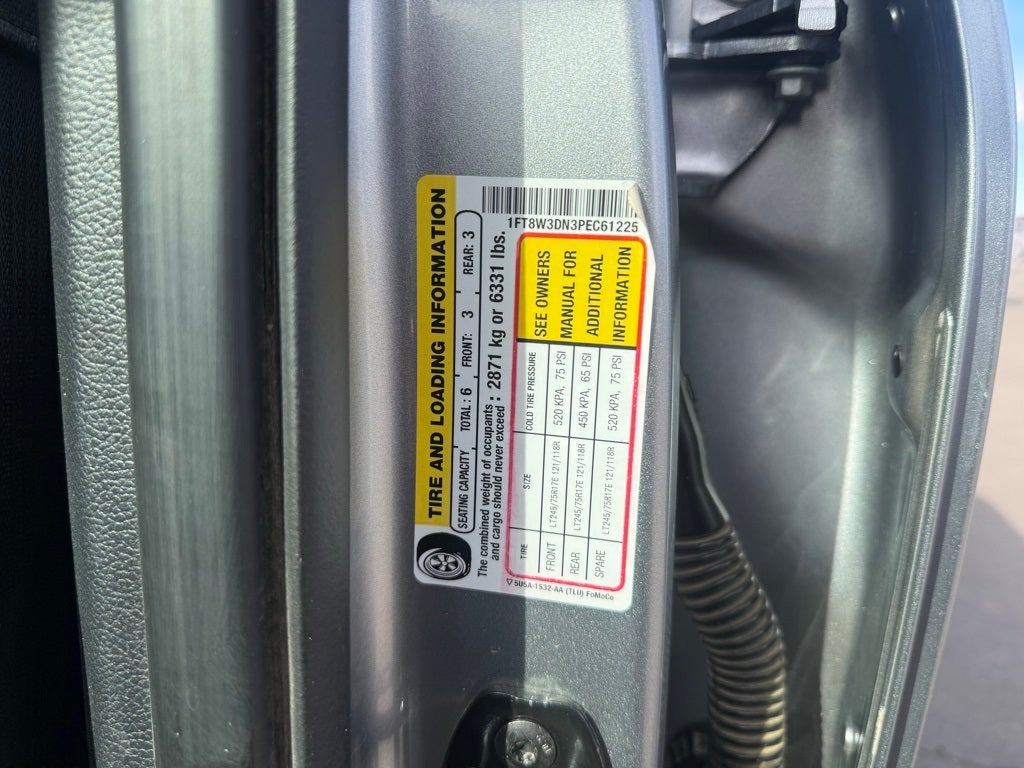 TIRE AND LOADING INFORMATION
SEATING CAPACITY TOTAL : 6 FRONT: 3 REAR: 3
The combined weight of occupants
and cargo should never exceed : 2871 kg or 6331 lbs.
1FT8W3DN3PEC61225
TIRE SIZE COLD TIRE PRESSURE
FRONT LT245/75R17E 121/118R 520 KPA, 75 PSI
REAR LT245/75R17E 121/118R 450 KPA, 65 PSI
SPARE LT245/75R17E 121/118R 520 KPA, 75 PSI
SEE OWNERS
MANUAL FOR
ADDITIONAL
INFORMATION
5U5A-1532-AA (TLU) FoMoCo